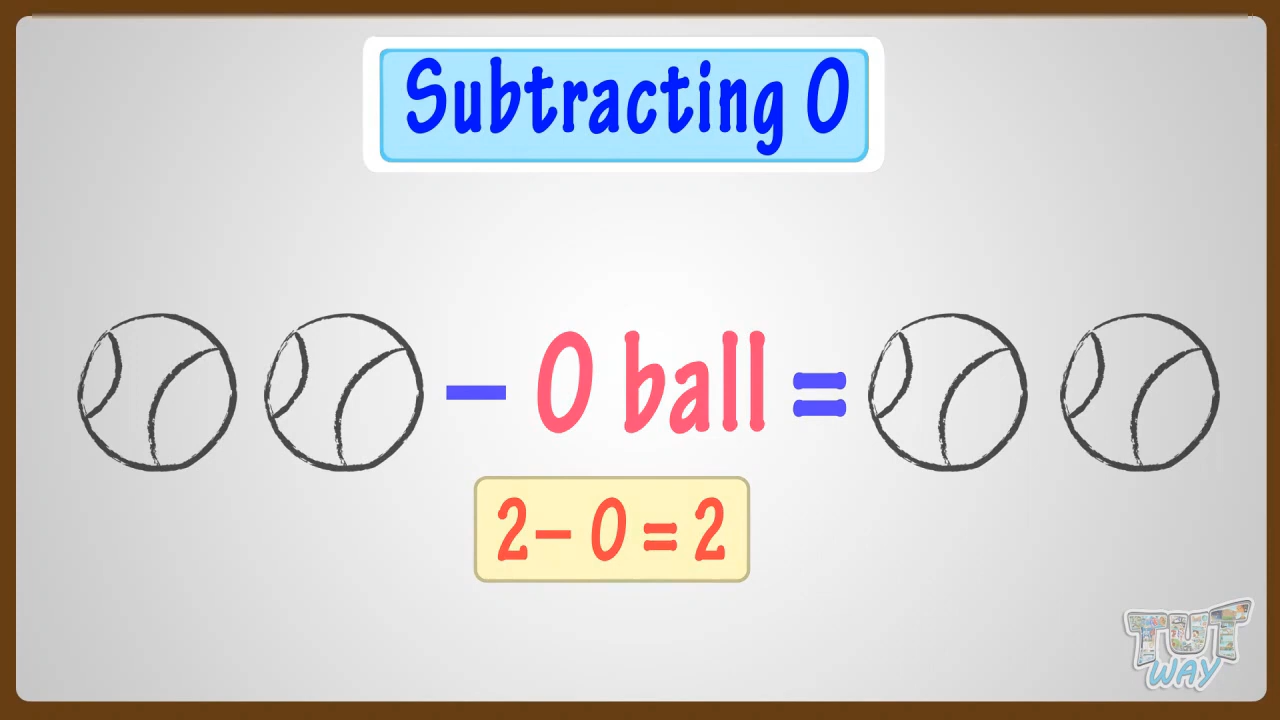 Subtracting 0
– 0 ball =
2 – 0 = 2
TUT
WAY